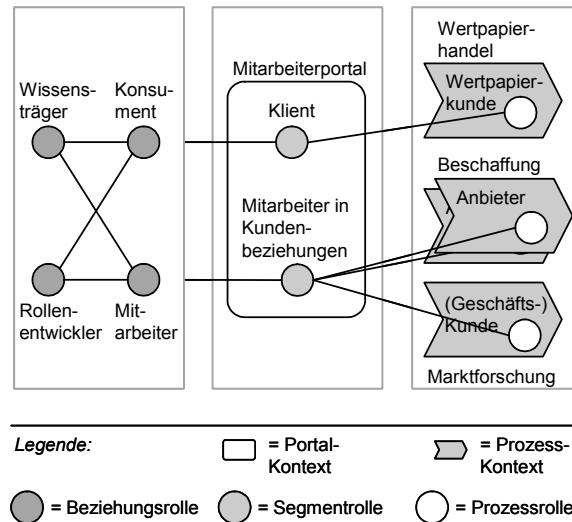 Wertpapier-
handel
Mitarbeiterportal
Wissens-
träger
Konsu-
ment
Klient
Wertpapier-
kunde
Beschaffung
Anbieter
Mitarbeiter in
Kunden-
beziehungen
Rollen-
entwickler
Mit-
arbeiter
(Geschäfts-)
Kunde
Marktforschung
Legende:
= Portal-
Kontext
= Prozess-
Kontext
= Beziehungsrolle
= Segmentrolle
= Prozessrolle